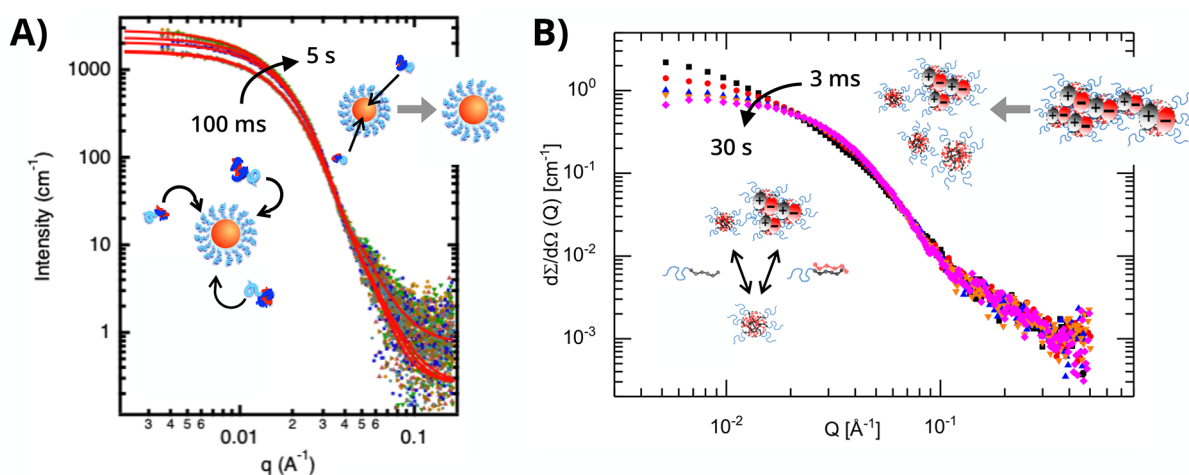 A)
5 s
100 ms
Intensity (cm⁻¹)
1000
100
10
1
3 4 5 6 2 3 4 5 6
0.01 0.1
q (A⁻¹)
B)
3 ms
30 s
dΣ/dΩ (Q) [cm⁻¹]
10⁰
10⁻¹
10⁻²
10⁻³
10⁻² 10⁻¹
Q [Å⁻¹]
+ − + − + −
+ − + − + − + − + −
+ − + − + −